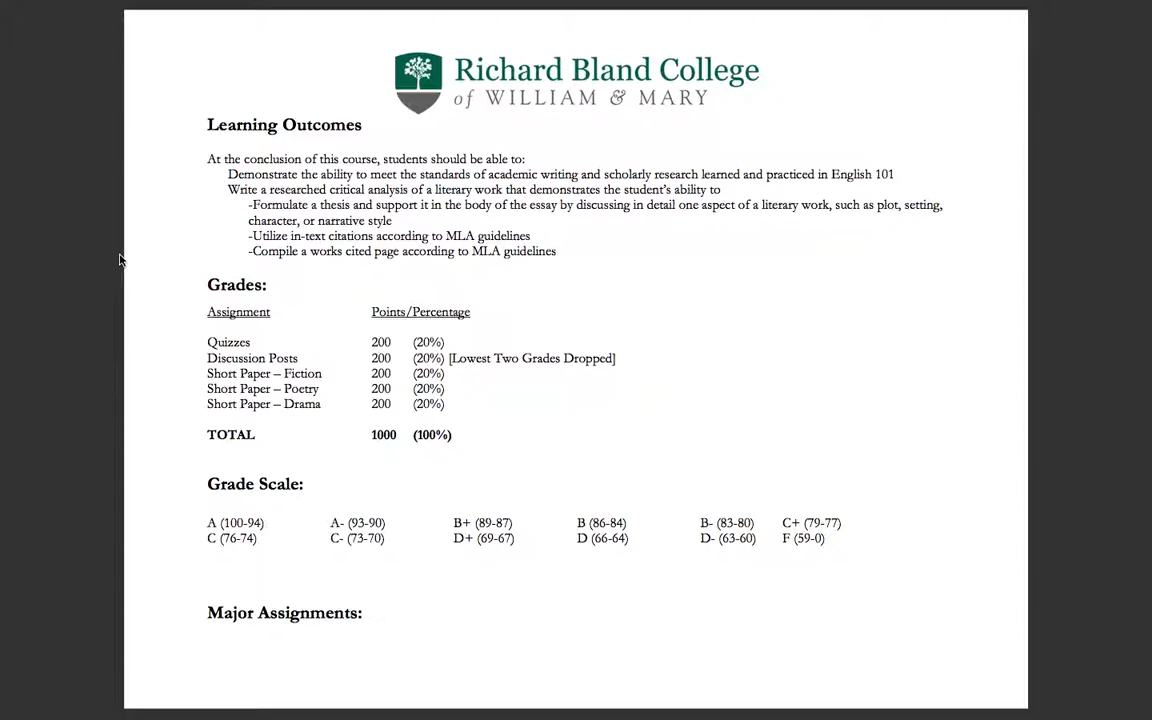 Richard Bland College
of WILLIAM & MARY
Learning Outcomes
At the conclusion of this course, students should be able to:
Demonstrate the ability to meet the standards of academic writing and scholarly research learned and practiced in English 101
Write a researched critical analysis of a literary work that demonstrates the student's ability to
-Formulate a thesis and support it in the body of the essay by discussing in detail one aspect of a literary work, such as plot, setting,
character, or narrative style
-Utilize in-text citations according to MLA guidelines
-Compile a works cited page according to MLA guidelines
Grades:
Assignment Points/Percentage
Quizzes 200 (20%)
Discussion Posts 200 (20%) [Lowest Two Grades Dropped]
Short Paper – Fiction 200 (20%)
Short Paper – Poetry 200 (20%)
Short Paper – Drama 200 (20%)
TOTAL 1000 (100%)
Grade Scale:
A (100-94) A- (93-90) B+ (89-87) B (86-84) B- (83-80) C+ (79-77)
C (76-74) C- (73-70) D+ (69-67) D (66-64) D- (63-60) F (59-0)
Major Assignments: